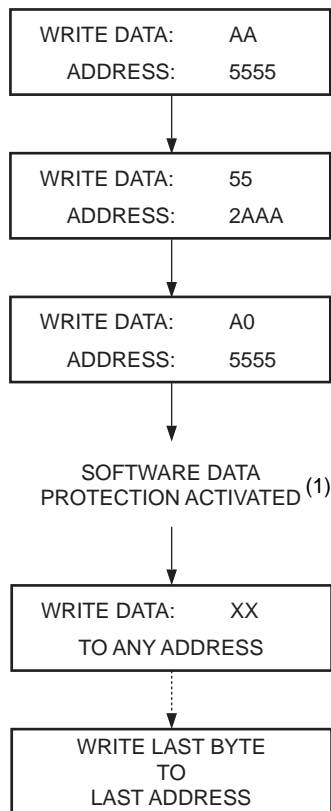 WRITE DATA: AA
ADDRESS: 5555
WRITE DATA: 55
ADDRESS: 2AAA
WRITE DATA: A0
ADDRESS: 5555
SOFTWARE DATA
PROTECTION ACTIVATED (1)
WRITE DATA: XX
TO ANY ADDRESS
WRITE LAST BYTE
TO
LAST ADDRESS